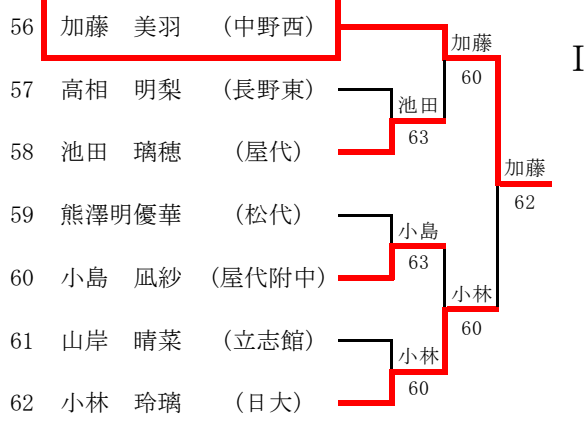 56 加藤 美羽 (中野西)
加藤
60
I
57 高相 明梨 (長野東)
池田
63
58 池田 璃穂 (屋代)
加藤
62
59 熊澤明優華 (松代)
小島
63
60 小島 凪紗 (屋代附中)
小林
60
61 山岸 晴菜 (立志館)
小林
60
62 小林 玲璃 (日大)